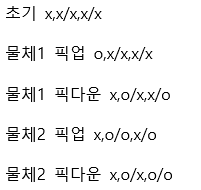 초기 x,x/x,x/x
물체1 픽업 o,x/x,x/x
물체1 픽다운 x,o/x,x/o
물체2 픽업 x,o/o,x/o
물체2 픽다운 x,o/x,o/o